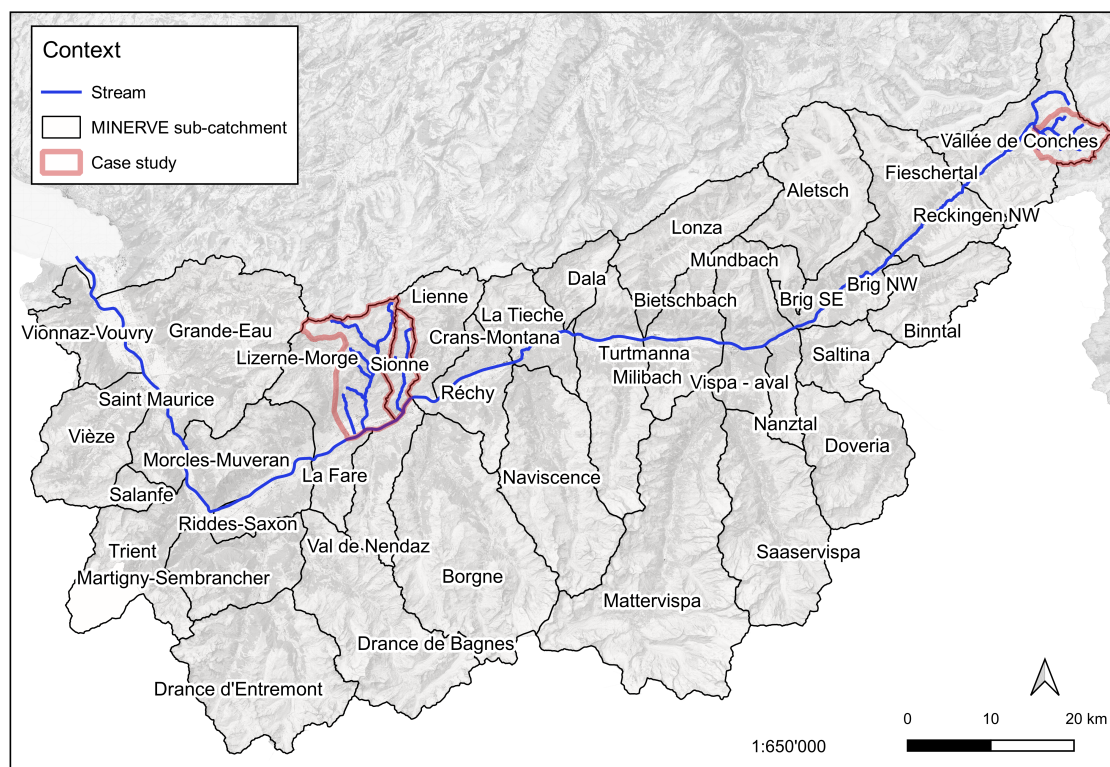 Context
Stream
MINERVE sub-catchment
Case study
Vallée de Conches
Fieschertal
Aletsch
Reckingen NW
Lonza
Mundbach
Dala
Bietschbach
Brig SE
Brig NW
Binntal
Lienne
La Tieche
Crans-Montana
Vionnaz-Vouvry
Grande-Eau
Lizerne-Morge
Sionne
Turtmanna
Milibach
Saltina
Réchy
Vispa - aval
Saint Maurice
Nanztal
Vièze
Doveria
Morcles-Muveran
La Fare
Naviscence
Salanfe
Riddes-Saxon
Trient
Val de Nendaz
Saaservispa
Martigny-Sembrancher
Borgne
Mattervispa
Drance de Bagnes
Drance d'Entremont
0 10 20 km
1:650'000